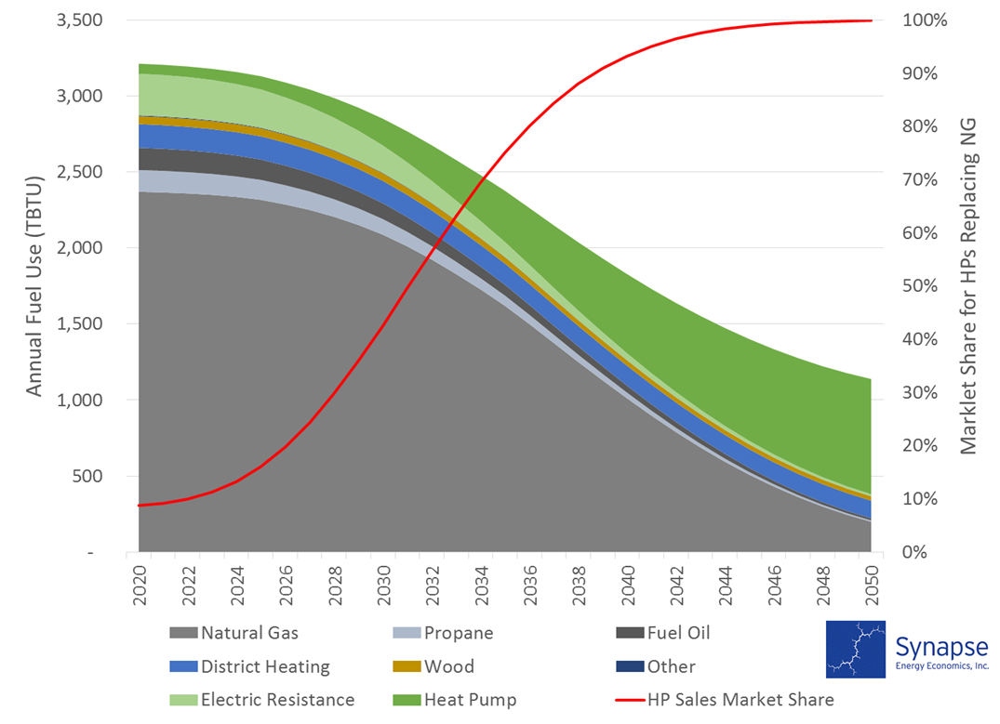 3,500
3,000
2,500
2,000
1,500
1,000
500
-
Annual Fuel Use (TBTU)
100%
90%
80%
70%
60%
50%
40%
30%
20%
10%
0%
Marklet Share for HPs Replacing NG
2020 2022 2024 2026 2028 2030 2032 2034 2036 2038 2040 2042 2044 2046 2048 2050
Natural Gas Propane Fuel Oil
District Heating Wood Other
Electric Resistance Heat Pump HP Sales Market Share
Synapse
Energy Economics, Inc.